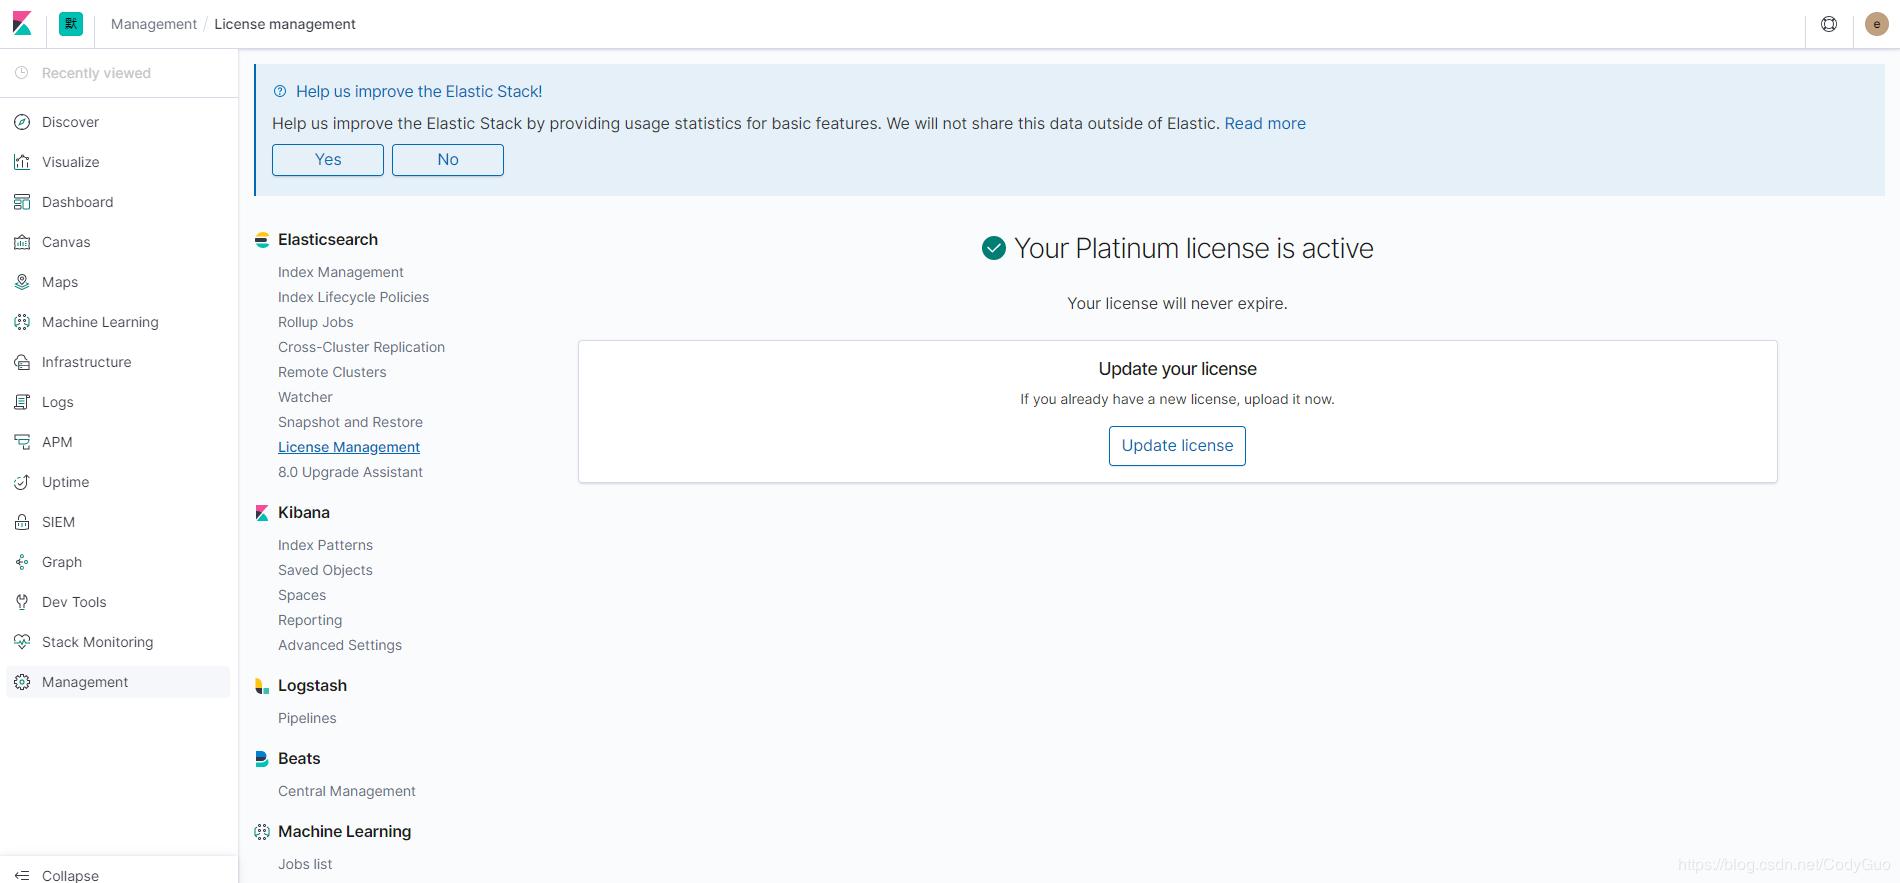 默
Management / License management
e
Recently viewed
Discover
Visualize
Dashboard
Canvas
Maps
Machine Learning
Infrastructure
Logs
APM
Uptime
SIEM
Graph
Dev Tools
Stack Monitoring
Management
Collapse
Help us improve the Elastic Stack!
Help us improve the Elastic Stack by providing usage statistics for basic features. We will not share this data outside of Elastic. Read more
Yes
No
Elasticsearch
Index Management
Index Lifecycle Policies
Rollup Jobs
Cross-Cluster Replication
Remote Clusters
Watcher
Snapshot and Restore
License Management
8.0 Upgrade Assistant
Kibana
Index Patterns
Saved Objects
Spaces
Reporting
Advanced Settings
Logstash
Pipelines
Beats
Central Management
Machine Learning
Jobs list
Your Platinum license is active
Your license will never expire.
Update your license
If you already have a new license, upload it now.
Update license
https://blog.csdn.net/CodyGuo